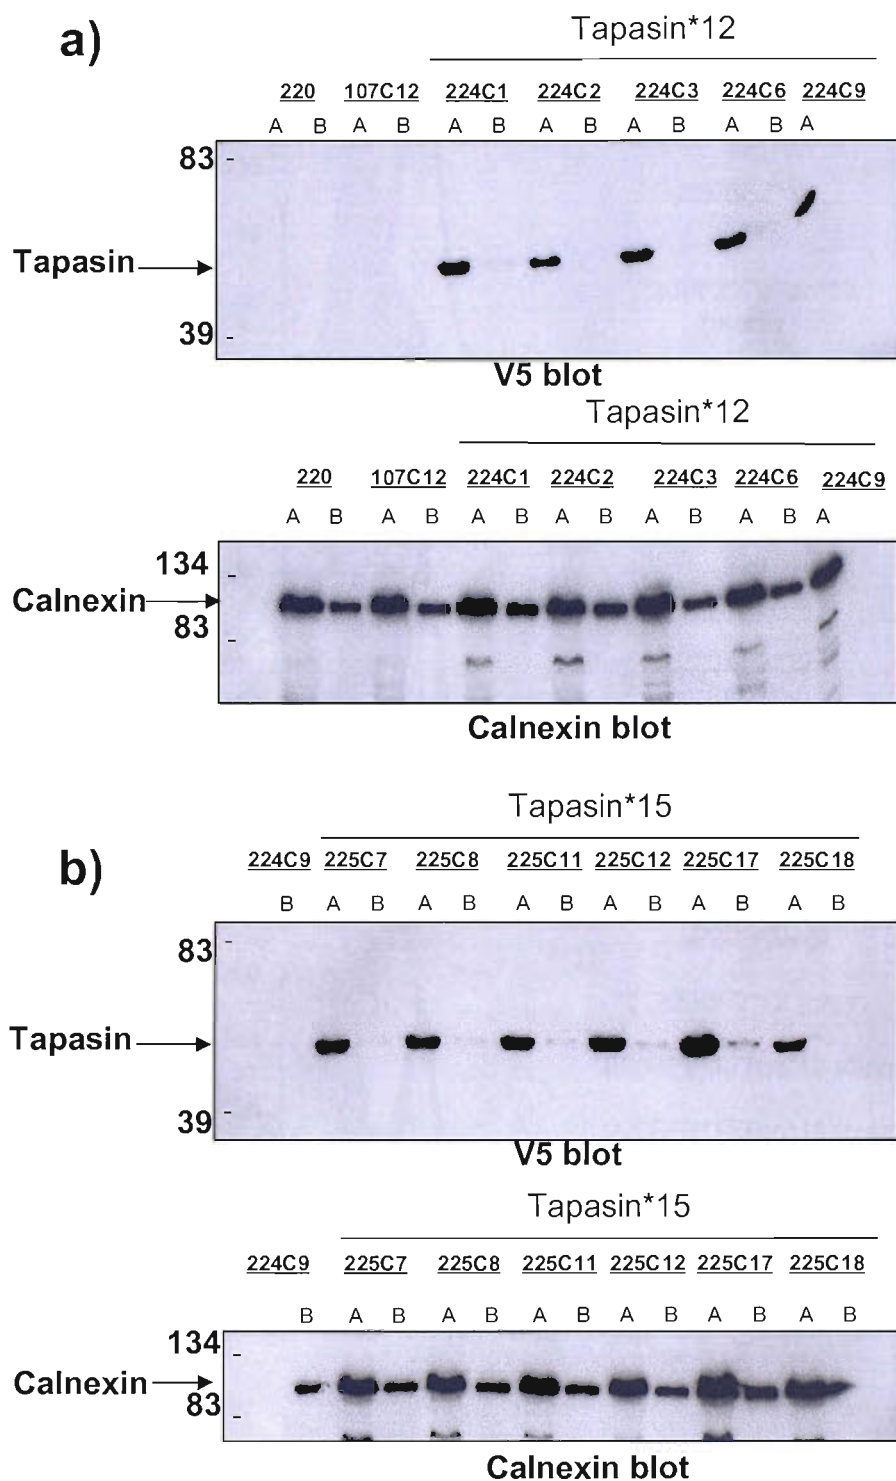 a)
Tapasin*12
220 107C12 224C1 224C2 224C3 224C6 224C9
A B A B A B A B A B A B A
83
Tapasin
39
V5 blot
Tapasin*12
220 107C12 224C1 224C2 224C3 224C6 224C9
A B A B A B A B A B A B A
134
Calnexin
83
Calnexin blot
Tapasin*15
b)
224C9 225C7 225C8 225C11 225C12 225C17 225C18
B A B A B A B A B A B A B
83
Tapasin
39
V5 blot
Tapasin*15
224C9 225C7 225C8 225C11 225C12 225C17 225C18
B A B A B A B A B A B A B
134
Calnexin
83
Calnexin blot